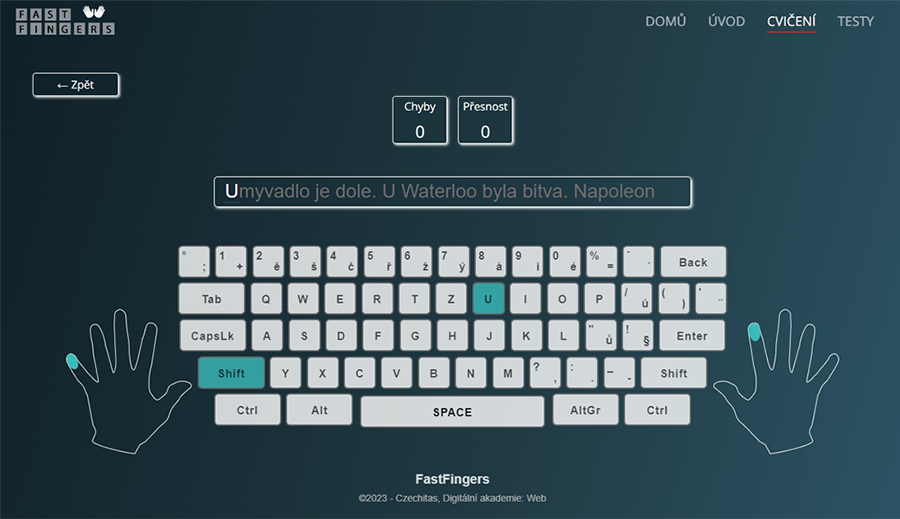 FAST
FINGERS
DOMŮ ÚVOD CVIČENÍ TESTY
← Zpět
Chyby Přesnost
0 0
Umyvadlo je dole. U Waterloo byla bitva. Napoleon
° ; 1 + 2 ě 3 š 4 č 5 ř 6 ž 7 ý 8 á 9 í 0 é % = ˇ ´ Back
Tab Q W E R T Z U I O P / ú ( ) ' ¨
CapsLk A S D F G H J K L " ů ! § Enter
Shift Y X C V B N M ? , : . _ - Shift
Ctrl Alt SPACE AltGr Ctrl
FastFingers
©2023 - Czechitas, Digitální akademie: Web